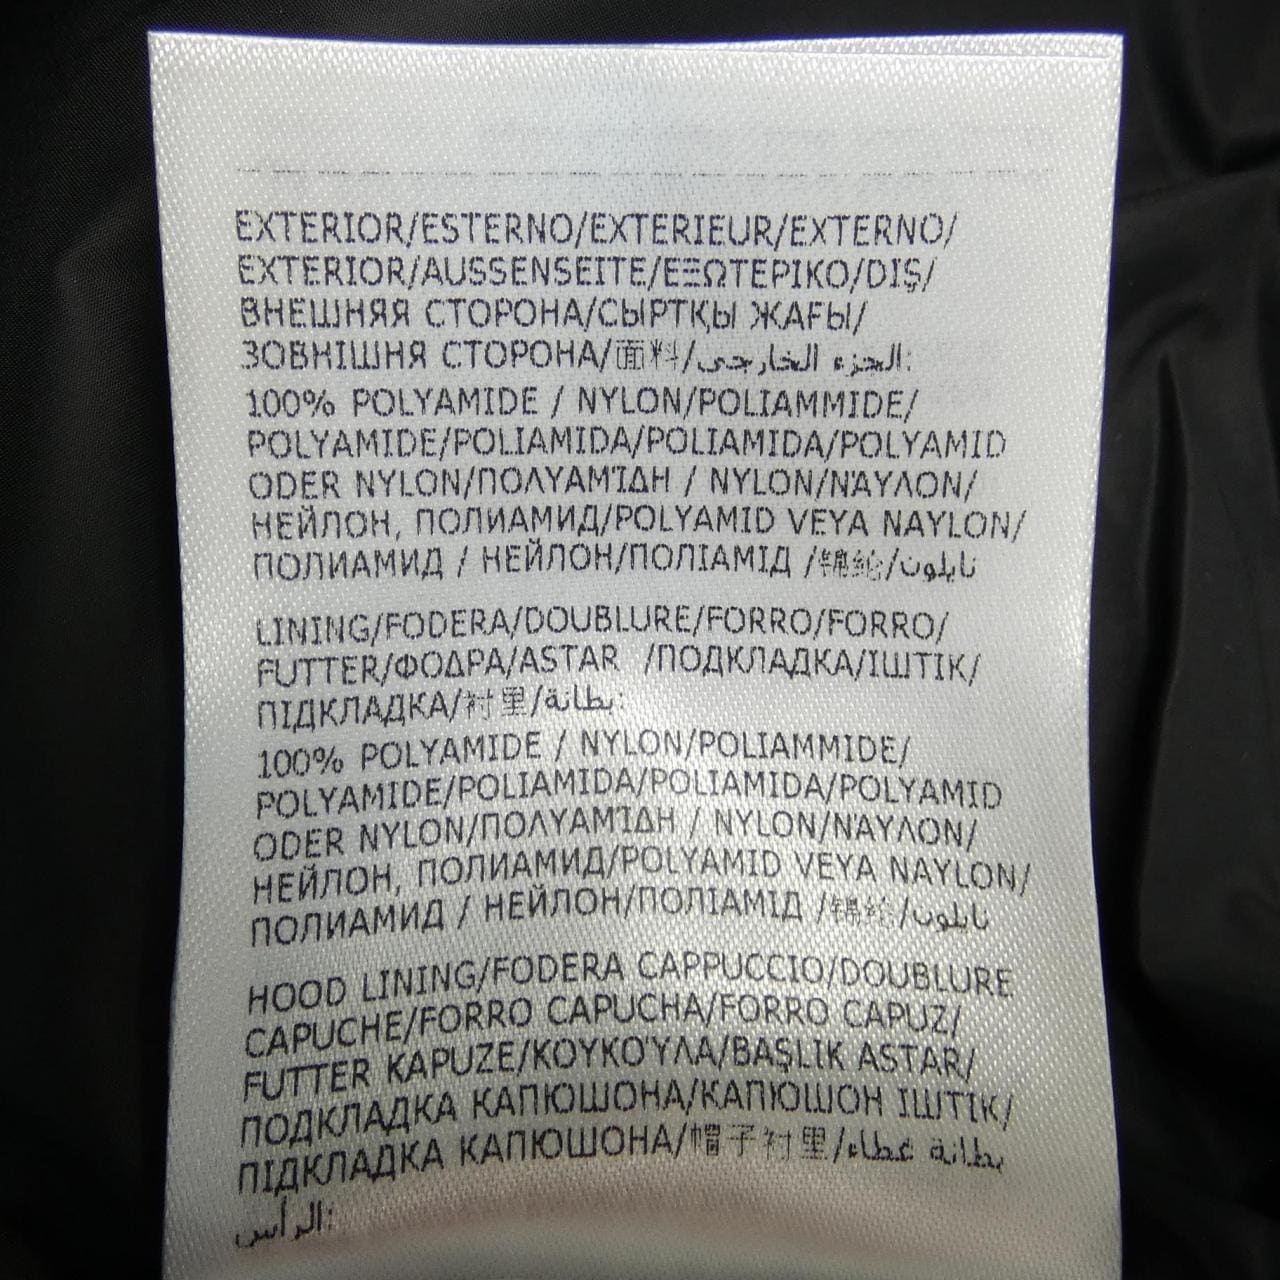 EXTERIOR/ESTERNO/EXTERIEUR/EXTERNO/
EXTERIOR/AUSSENSEITE/ΕΞΩΤΕΡΙΚΟ/DIŞ/
ВНЕШНЯЯ СТОРОНА/СЫРТҚЫ ЖАҒЫ/
ЗОВНІШНЯ СТОРОНА/面料/الجزء الخارجي:
100% POLYAMIDE / NYLON/POLIAMMIDE/
POLYAMIDE/POLIAMIDA/POLIAMIDA/POLYAMID
ODER NYLON/ΠΟΛΥΑΜΊΔΗ / NYLON/ΝΆΥΛΟΝ/
НЕЙЛОН, ПОЛИАМИД/POLYAMID VEYA NAYLON/
ПОЛИАМИД / НЕЙЛОН/ПОЛІАМІД /锦纶/نايلون
LINING/FODERA/DOUBLURE/FORRO/FORRO/
FUTTER/ΦΟΔΡΑ/ASTAR /ПОДКЛАДКА/ІШТІК/
ПІДКЛАДКА/衬里/بطانة:
100% POLYAMIDE / NYLON/POLIAMMIDE/
POLYAMIDE/POLIAMIDA/POLIAMIDA/POLYAMID
ODER NYLON/ΠΟΛΥΑΜΊΔΗ / NYLON/ΝΆΥΛΟΝ/
НЕЙЛОН, ПОЛИАМИД/POLYAMID VEYA NAYLON/
ПОЛИАМИД / НЕЙЛОН/ПОЛІАМІД /锦纶/نايلون
HOOD LINING/FODERA CAPPUCCIO/DOUBLURE
CAPUCHE/FORRO CAPUCHA/FORRO CAPUZ/
FUTTER KAPUZE/ΚΟΥΚΟΎΛΑ/BAŞLIK ASTAR/
ПОДКЛАДКА КАПЮШОНА/КАПЮШОН ІШТІК/
ПІДКЛАДКА КАПЮШОНА/帽子衬里/بطانة غطاء
الرأس: